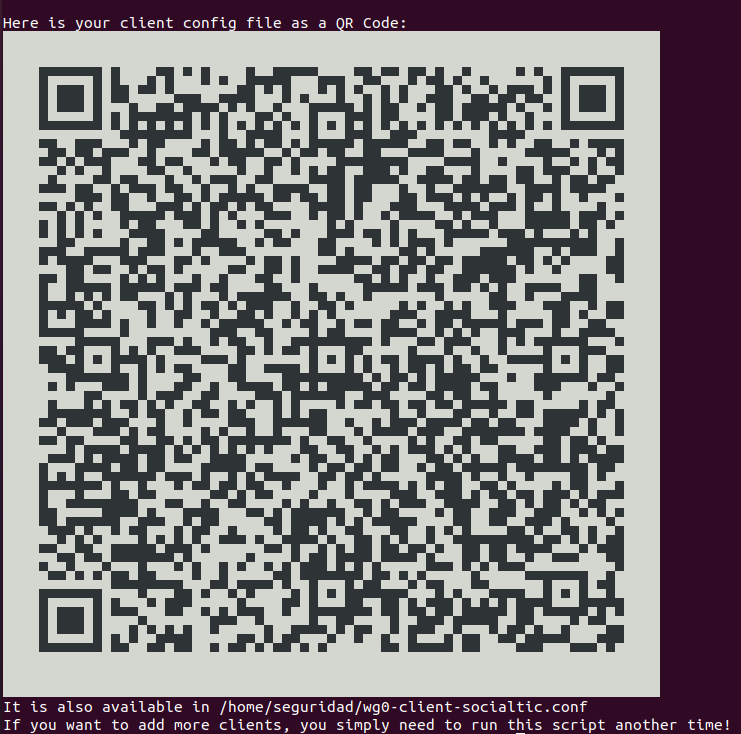 Here is your client config file as a QR Code:
It is also available in /home/seguridad/wg0-client-socialtic.conf
If you want to add more clients, you simply need to run this script another time!